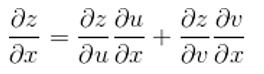 ∂z/∂x = ∂z/∂u ∂u/∂x + ∂z/∂v ∂v/∂x